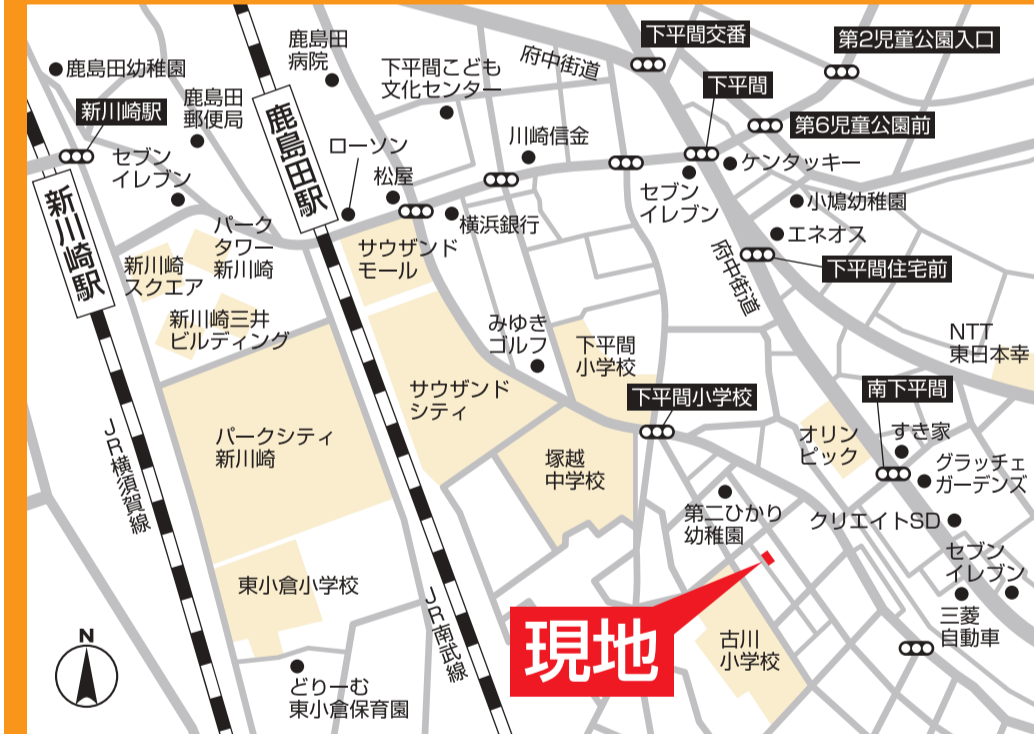 鹿島田幼稚園
新川崎駅
鹿島田
郵便局
セブン
イレブン
鹿島田
病院
鹿島田駅
ローソン
松屋
下平間こども
文化センター
川崎信金
横浜銀行
府中街道
下平間交番
第2児童公園入口
下平間
第6児童公園前
ケンタッキー
セブン
イレブン
小鳩幼稚園
エネオス
下平間住宅前
府中街道
新川崎駅
パーク
タワー
新川崎
新川崎
スクエア
新川崎三井
ビルディング
サウザンド
モール
みゆき
ゴルフ
下平間
小学校
NTT
東日本幸
サウザンド
シティ
下平間小学校
南下平間
オリン
ピック
すき家
グラッチェ
ガーデンズ
パークシティ
新川崎
塚越
中学校
第二ひかり
幼稚園
クリエイトSD
セブン
イレブン
三菱
自動車
JR横須賀線
JR南武線
東小倉小学校
現地
古川
小学校
どりーむ
東小倉保育園
N